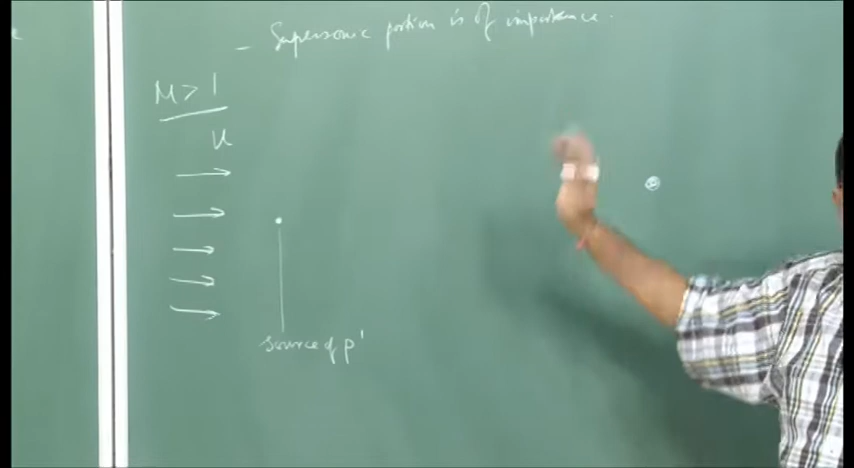 - Supersonic portion is of importance.
M > 1
u
source of p'